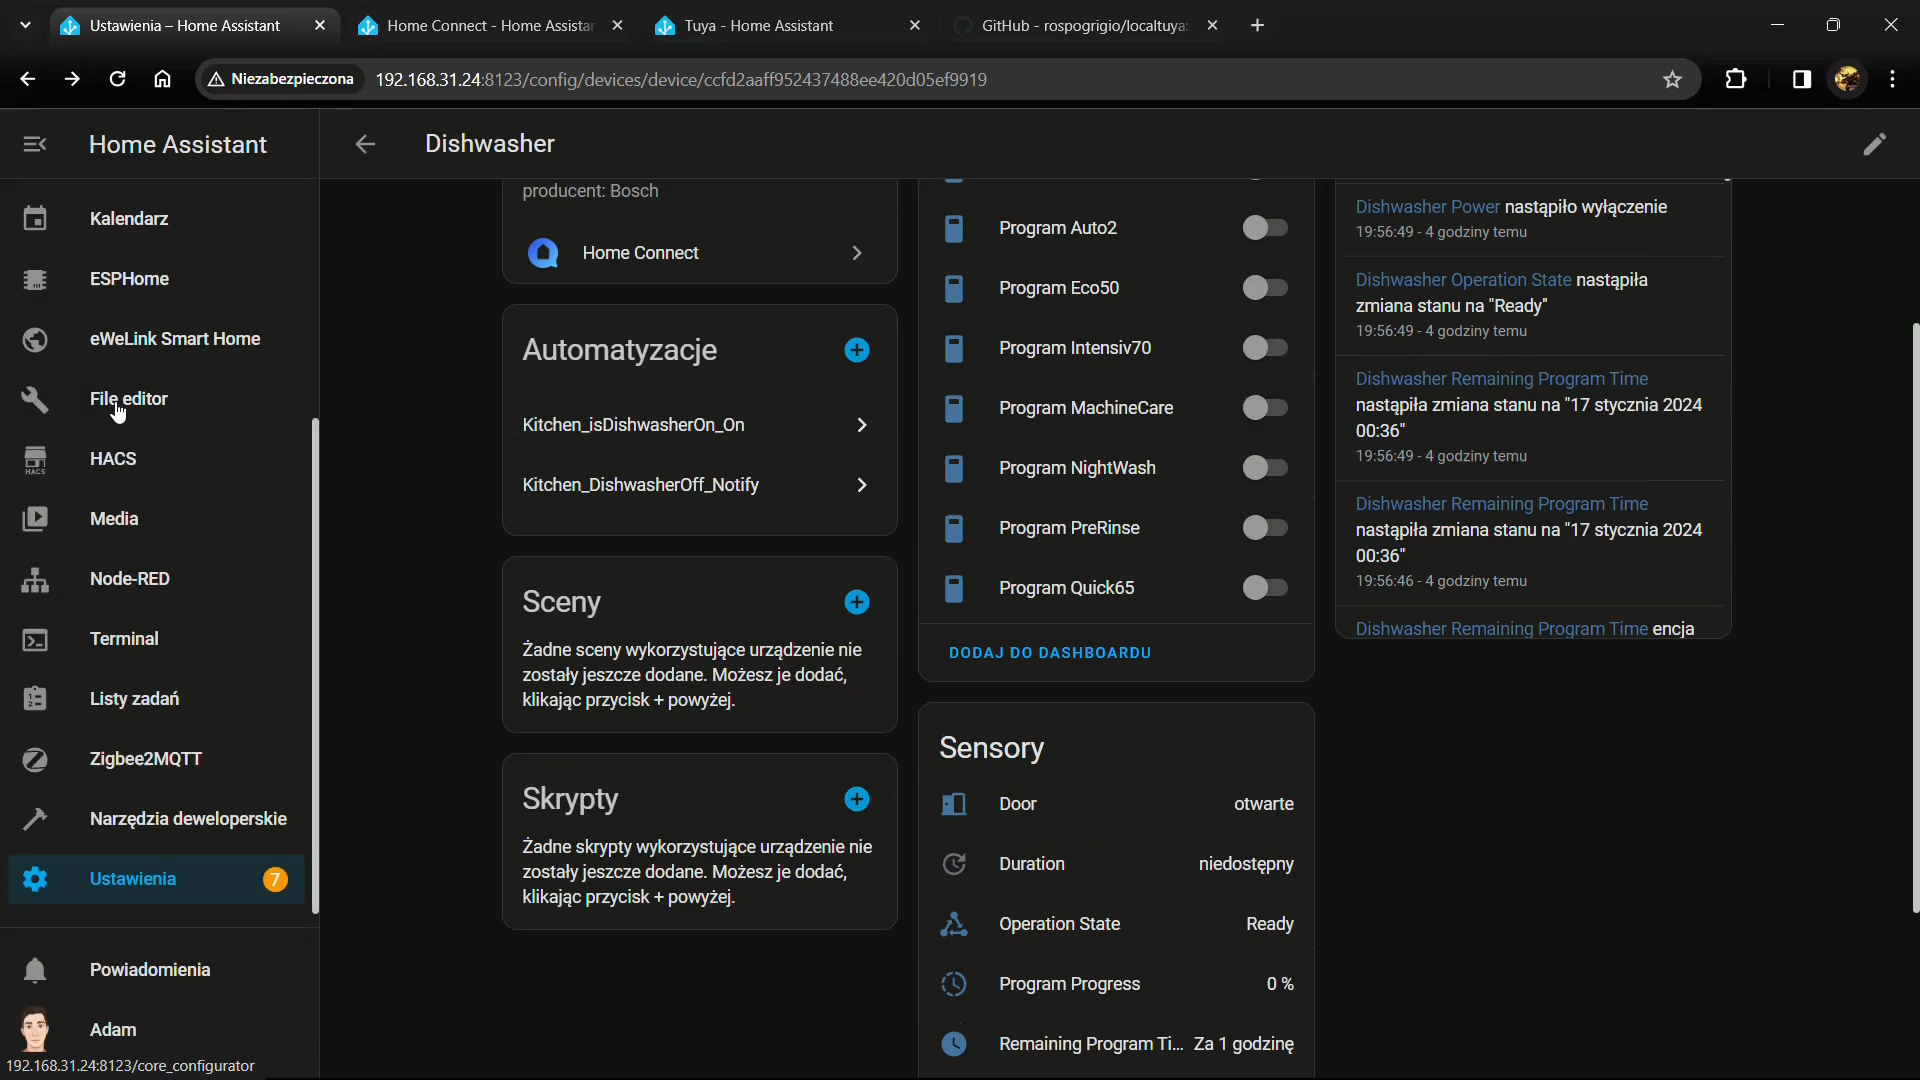 Ustawienia – Home Assistant
Home Connect - Home Assistan
Tuya - Home Assistant
GitHub - rospogrigio/localtuya:
Niezabezpieczona
192.168.31.24:8123/config/devices/device/ccfd2aaff952437488ee420d05ef9919
Home Assistant
Dishwasher
Kalendarz
ESPHome
eWeLink Smart Home
File editor
HACS
HACS
Media
Node-RED
Terminal
Listy zadań
Zigbee2MQTT
Narzędzia deweloperskie
Ustawienia
7
Powiadomienia
Adam
192.168.31.24:8123/core_configurator
producent: Bosch
Home Connect
Automatyzacje
Kitchen_isDishwasherOn_On
Kitchen_DishwasherOff_Notify
Sceny
Żadne sceny wykorzystujące urządzenie nie
zostały jeszcze dodane. Możesz je dodać,
klikając przycisk + powyżej.
Skrypty
Żadne skrypty wykorzystujące urządzenie nie
zostały jeszcze dodane. Możesz je dodać,
klikając przycisk + powyżej.
Program Auto2
Program Eco50
Program Intensiv70
Program MachineCare
Program NightWash
Program PreRinse
Program Quick65
DODAJ DO DASHBOARDU
Sensory
Door otwarte
Duration niedostępny
Operation State Ready
Program Progress 0 %
Remaining Program Ti... Za 1 godzinę
Dishwasher Power nastąpiło wyłączenie
19:56:49 - 4 godziny temu
Dishwasher Operation State nastąpiła
zmiana stanu na "Ready"
19:56:49 - 4 godziny temu
Dishwasher Remaining Program Time
nastąpiła zmiana stanu na "17 stycznia 2024
00:36"
19:56:49 - 4 godziny temu
Dishwasher Remaining Program Time
nastąpiła zmiana stanu na "17 stycznia 2024
00:36"
19:56:46 - 4 godziny temu
Dishwasher Remaining Program Time encja